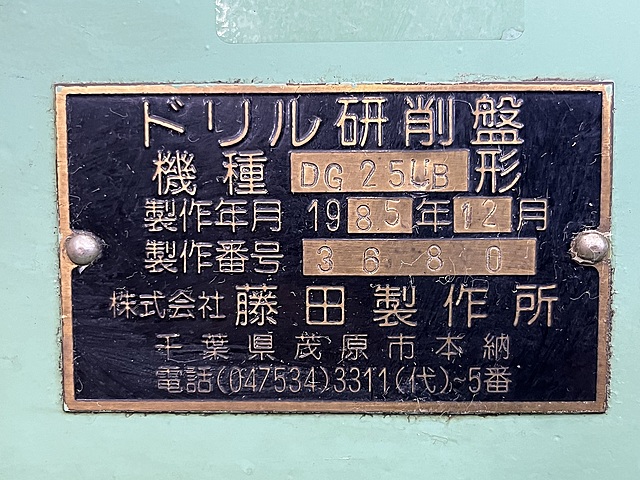 ドリル研削盤
機種 DG 25UB 形
製作年月 1985年12月
製作番号 3680
株式会社 藤田製作所
千葉県茂原市本納
電話(047534)3311(代)~5番